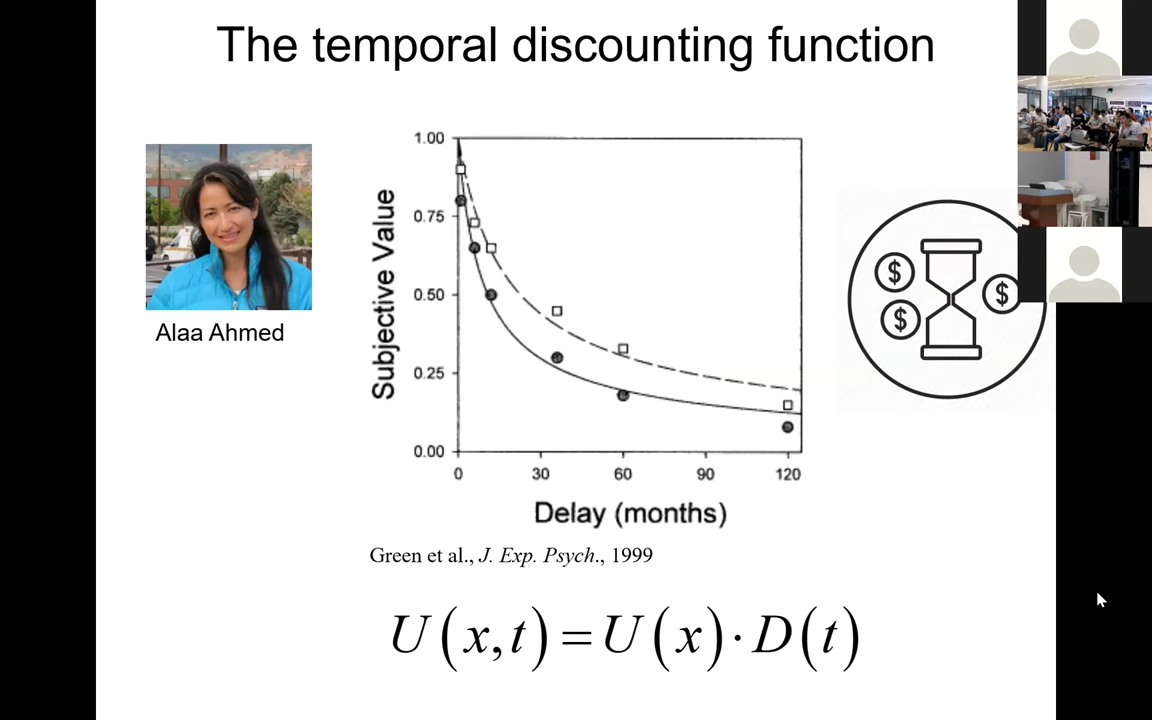 The temporal discounting function
Alaa Ahmed
Subjective Value
1.00
0.75
0.50
0.25
0.00
0 30 60 90 120
Delay (months)
$ $ $
Green et al., J. Exp. Psych., 1999
U(x,t)=U(x)·D(t)